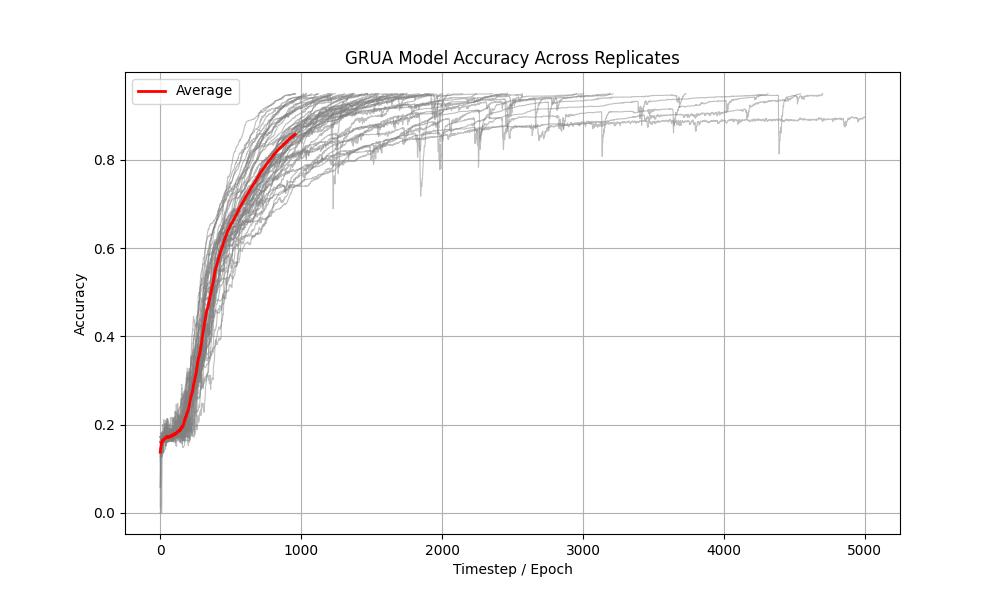 GRUA Model Accuracy Across Replicates
Average
Accuracy
0.8
0.6
0.4
0.2
0.0
0 1000 2000 3000 4000 5000
Timestep / Epoch